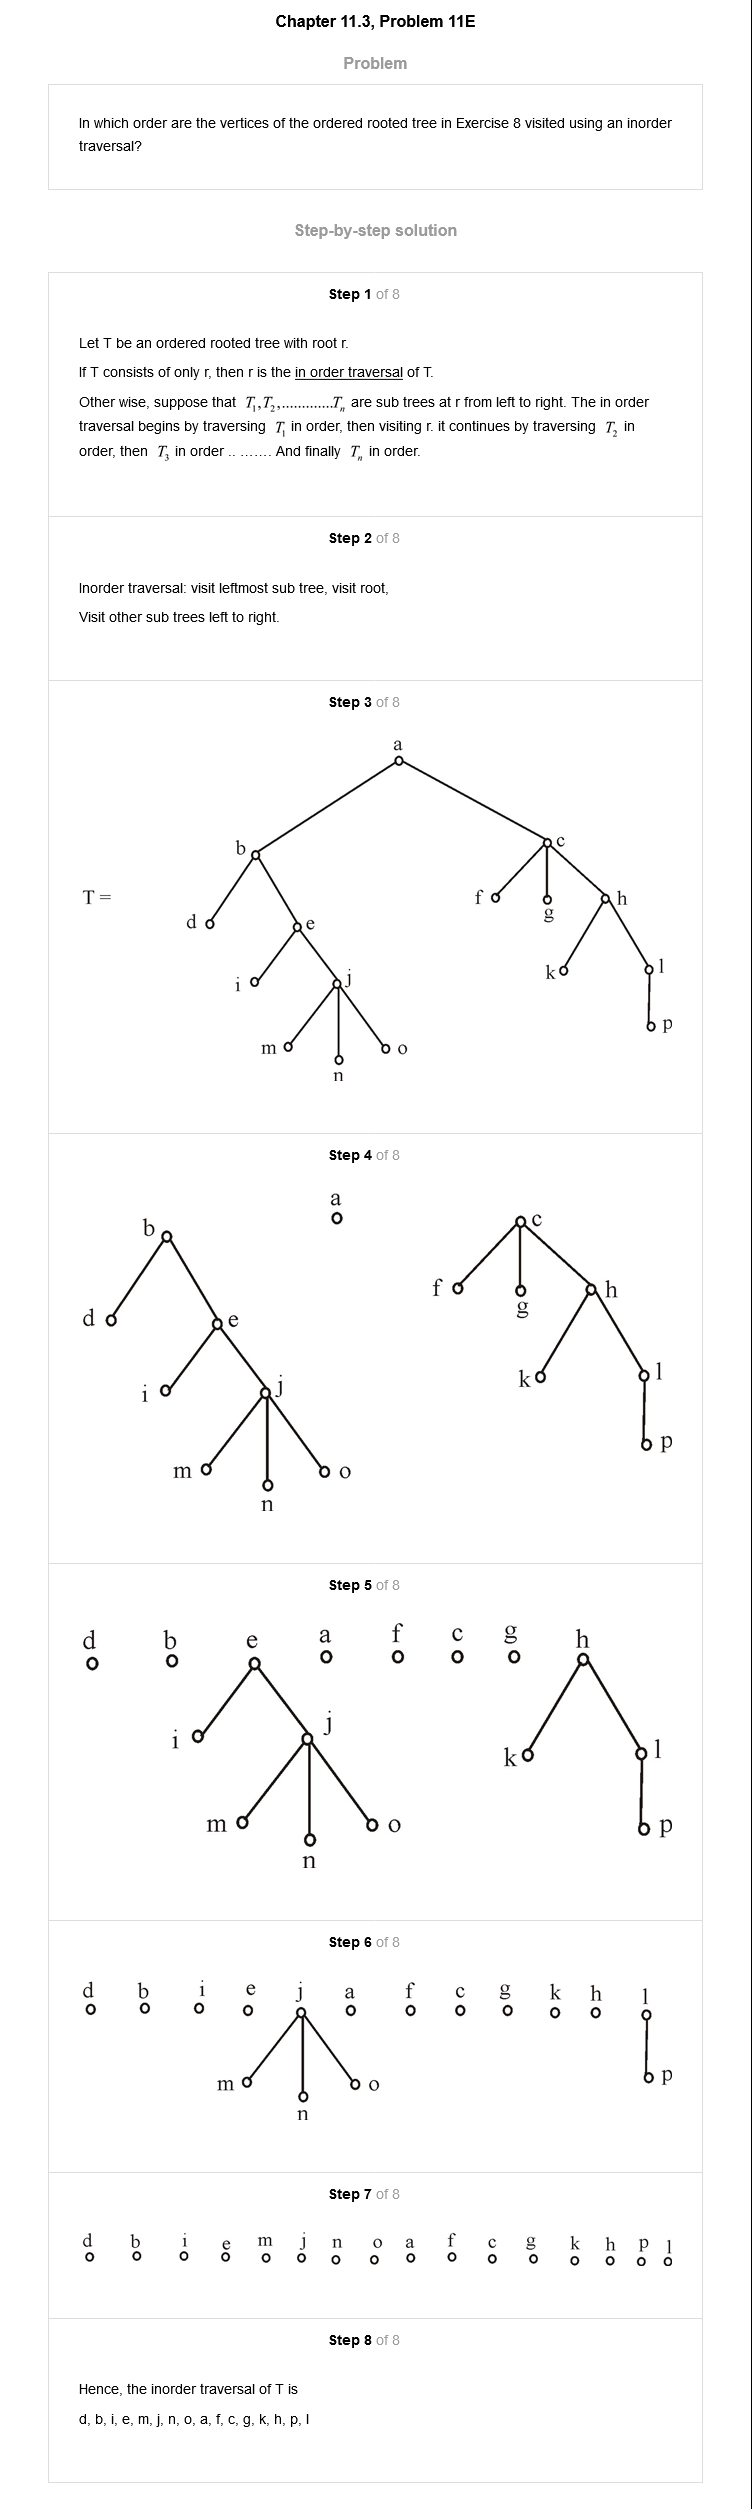 Chapter 11.3, Problem 11E
Problem
In which order are the vertices of the ordered rooted tree in Exercise 8 visited using an inorder
traversal?
Step-by-step solution
Step 1 of 8
Let T be an ordered rooted tree with root r.
If T consists of only r, then r is the in order traversal of T.
Other wise, suppose that T₁,T₂,.............Tₙ are sub trees at r from left to right. The in order
traversal begins by traversing T₁ in order, then visiting r. it continues by traversing T₂ in
order, then T₃ in order .. ....... And finally Tₙ in order.
Step 2 of 8
Inorder traversal: visit leftmost sub tree, visit root,
Visit other sub trees left to right.
Step 3 of 8
a
b c
T = f h
d e g
i j k l
m o p
n
Step 4 of 8
a
b c
f h
d e g
i j k l
m o p
n
Step 5 of 8
d b e a f c g h
i j k l
m o p
n
Step 6 of 8
d b i e j a f c g k h l
m o p
n
Step 7 of 8
d b i e m j n o a f c g k h p l
Step 8 of 8
Hence, the inorder traversal of T is
d, b, i, e, m, j, n, o, a, f, c, g, k, h, p, l